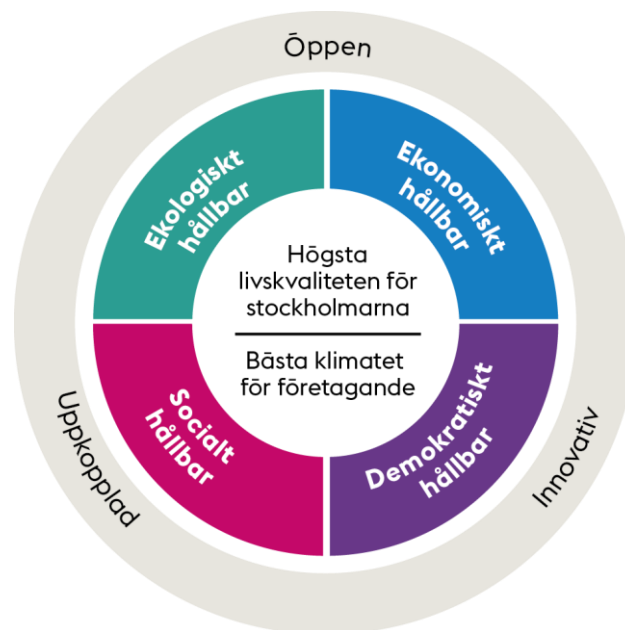 Öppen
Ekologiskt
hållbar
Ekonomiskt
hållbar
Högsta
livskvaliteten för
stockholmarna
Bästa klimatet
för företagande
Socialt
hållbar
Demokratiskt
hållbar
Uppkopplad
Innovativ